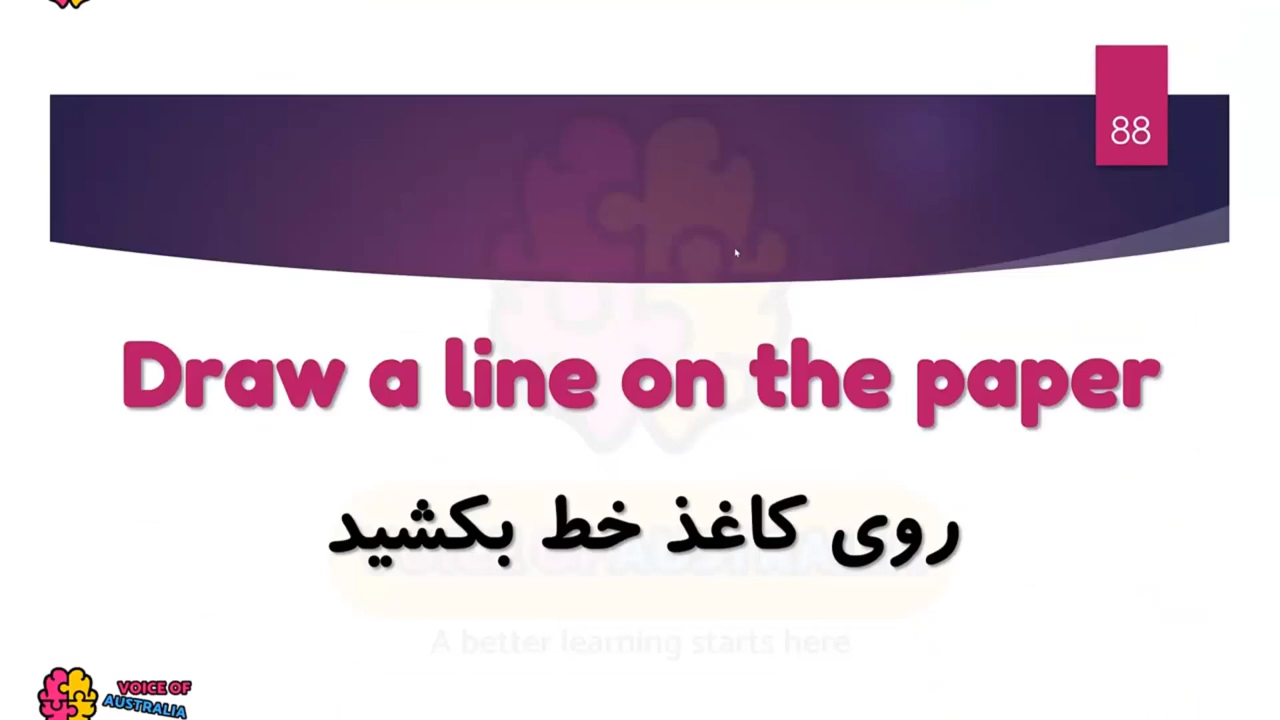 88
Draw a line on the paper
روی کاغذ خط بکشید
A better learning starts here
VOICE OF
AUSTRALIA